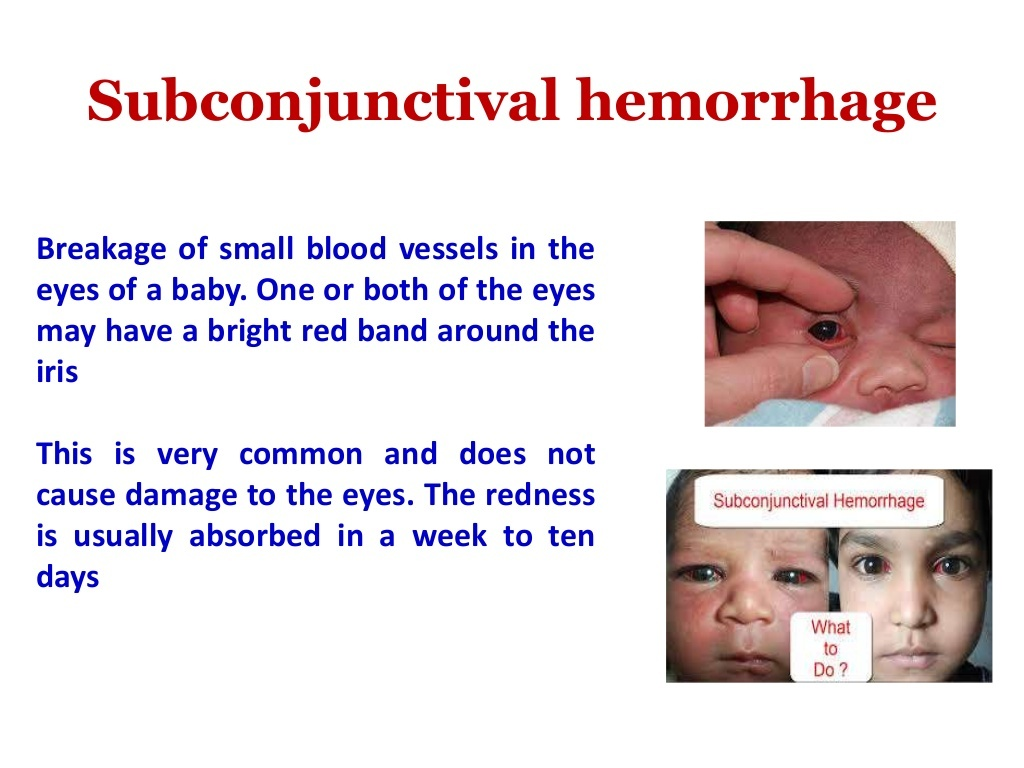 Subconjunctival hemorrhage
Breakage of small blood vessels in the
eyes of a baby. One or both of the eyes
may have a bright red band around the
iris
This is very common and does not
cause damage to the eyes. The redness
is usually absorbed in a week to ten
days
Subconjunctival Hemorrhage
What
to
Do ?